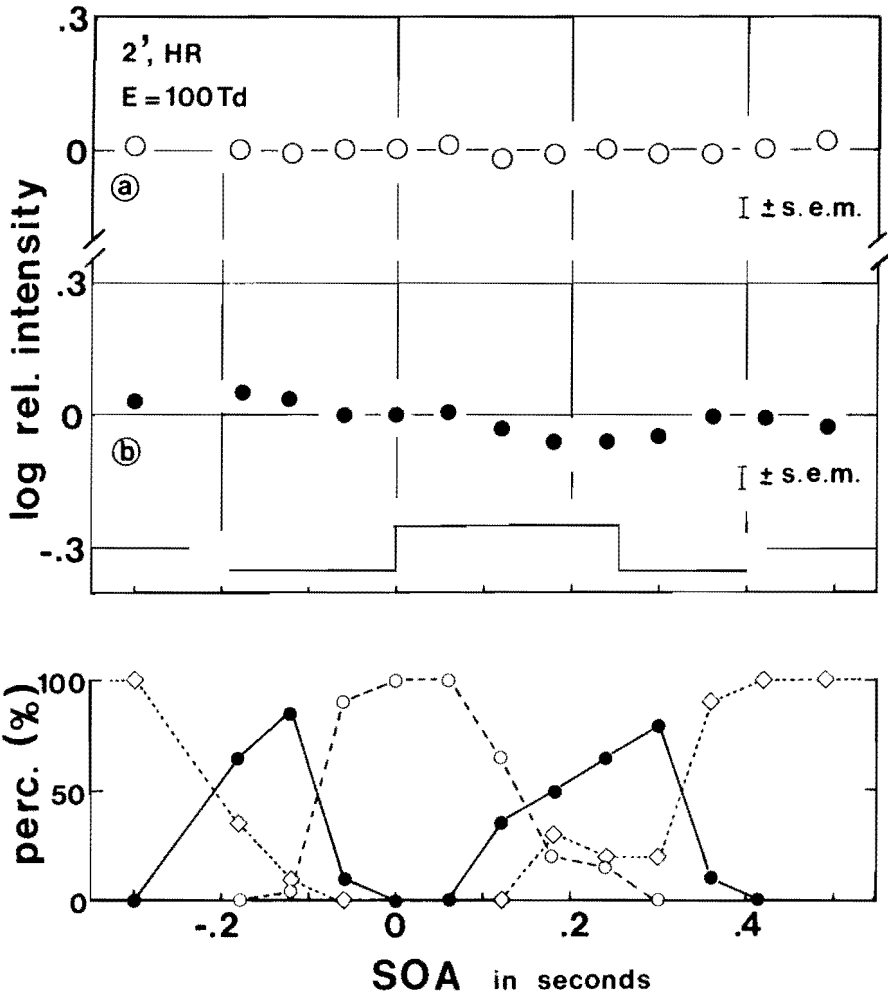 .3
2', HR
E = 100 Td
0
a
I ± s.e.m.
log rel. intensity
.3
0
b
I ± s.e.m.
-.3
perc. (%)
100
50
0
-.2 0 .2 .4
SOA in seconds